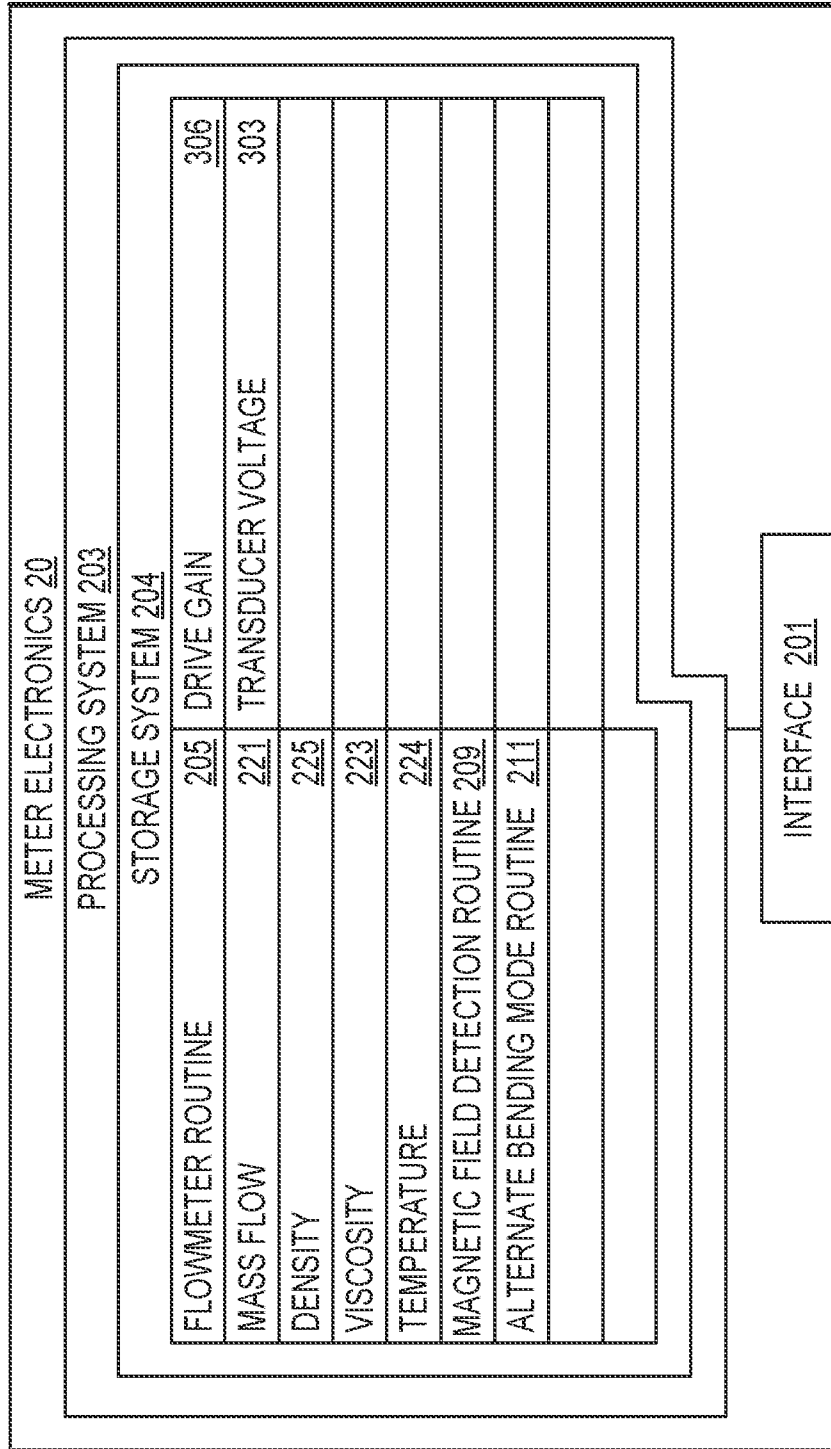 METER ELECTRONICS 20
PROCESSING SYSTEM 203
STORAGE SYSTEM 204
FLOWMETER ROUTINE 205 DRIVE GAIN 306
MASS FLOW 221 TRANSDUCER VOLTAGE 303
DENSITY 225
VISCOSITY 223
TEMPERATURE 224
MAGNETIC FIELD DETECTION ROUTINE 209
ALTERNATE BENDING MODE ROUTINE 211
INTERFACE 201